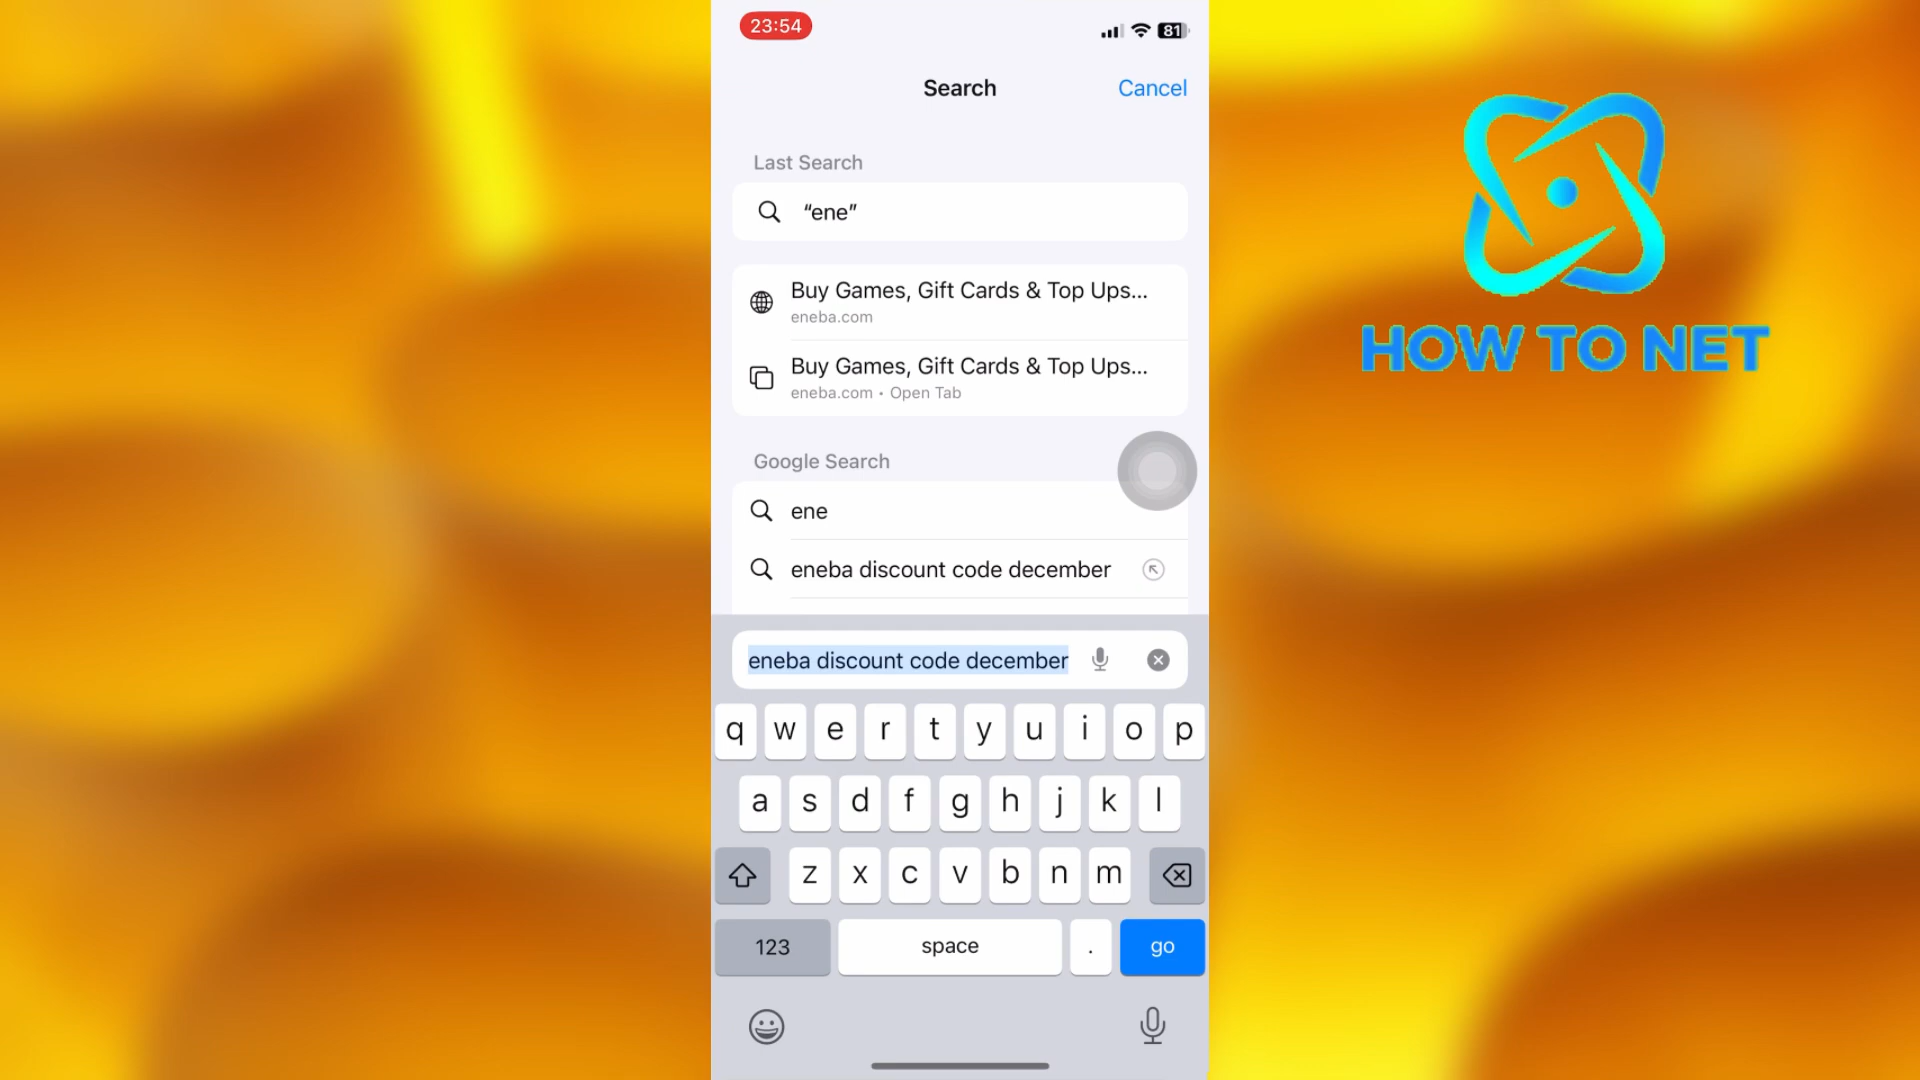 23:54
81
Search
Cancel
Last Search
“ene”
Buy Games, Gift Cards & Top Ups...
eneba.com
Buy Games, Gift Cards & Top Ups...
eneba.com • Open Tab
Google Search
ene
eneba discount code december
eneba discount code december
q w e r t y u i o p
a s d f g h j k l
z x c v b n m
123 space . go
HOW TO NET